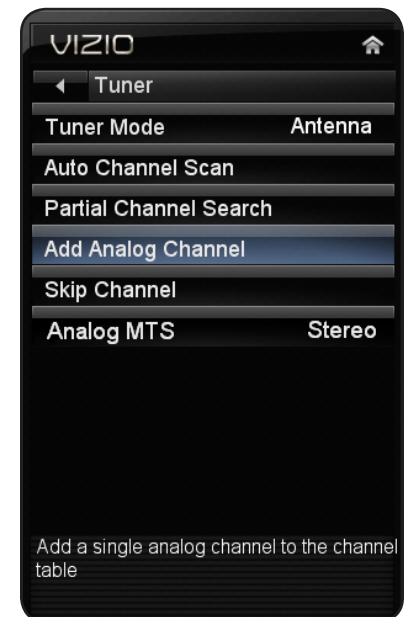 VIZIO
Tuner
Tuner Mode Antenna
Auto Channel Scan
Partial Channel Search
Add Analog Channel
Skip Channel
Analog MTS Stereo
Add a single analog channel to the channel
table